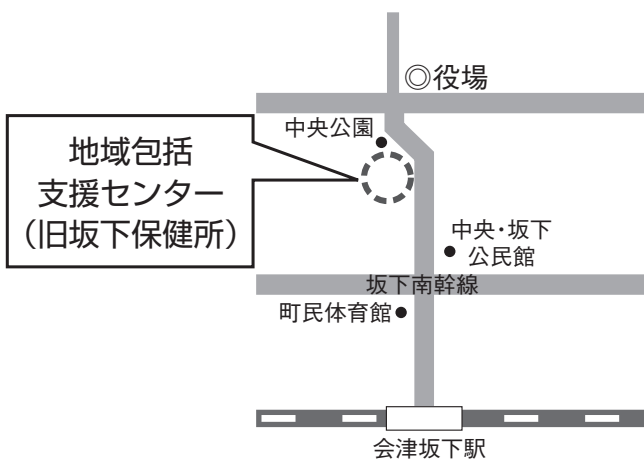 ◎役場
中央公園
地域包括
支援センター
(旧坂下保健所)
中央・坂下
公民館
坂下南幹線
町民体育館
会津坂下駅